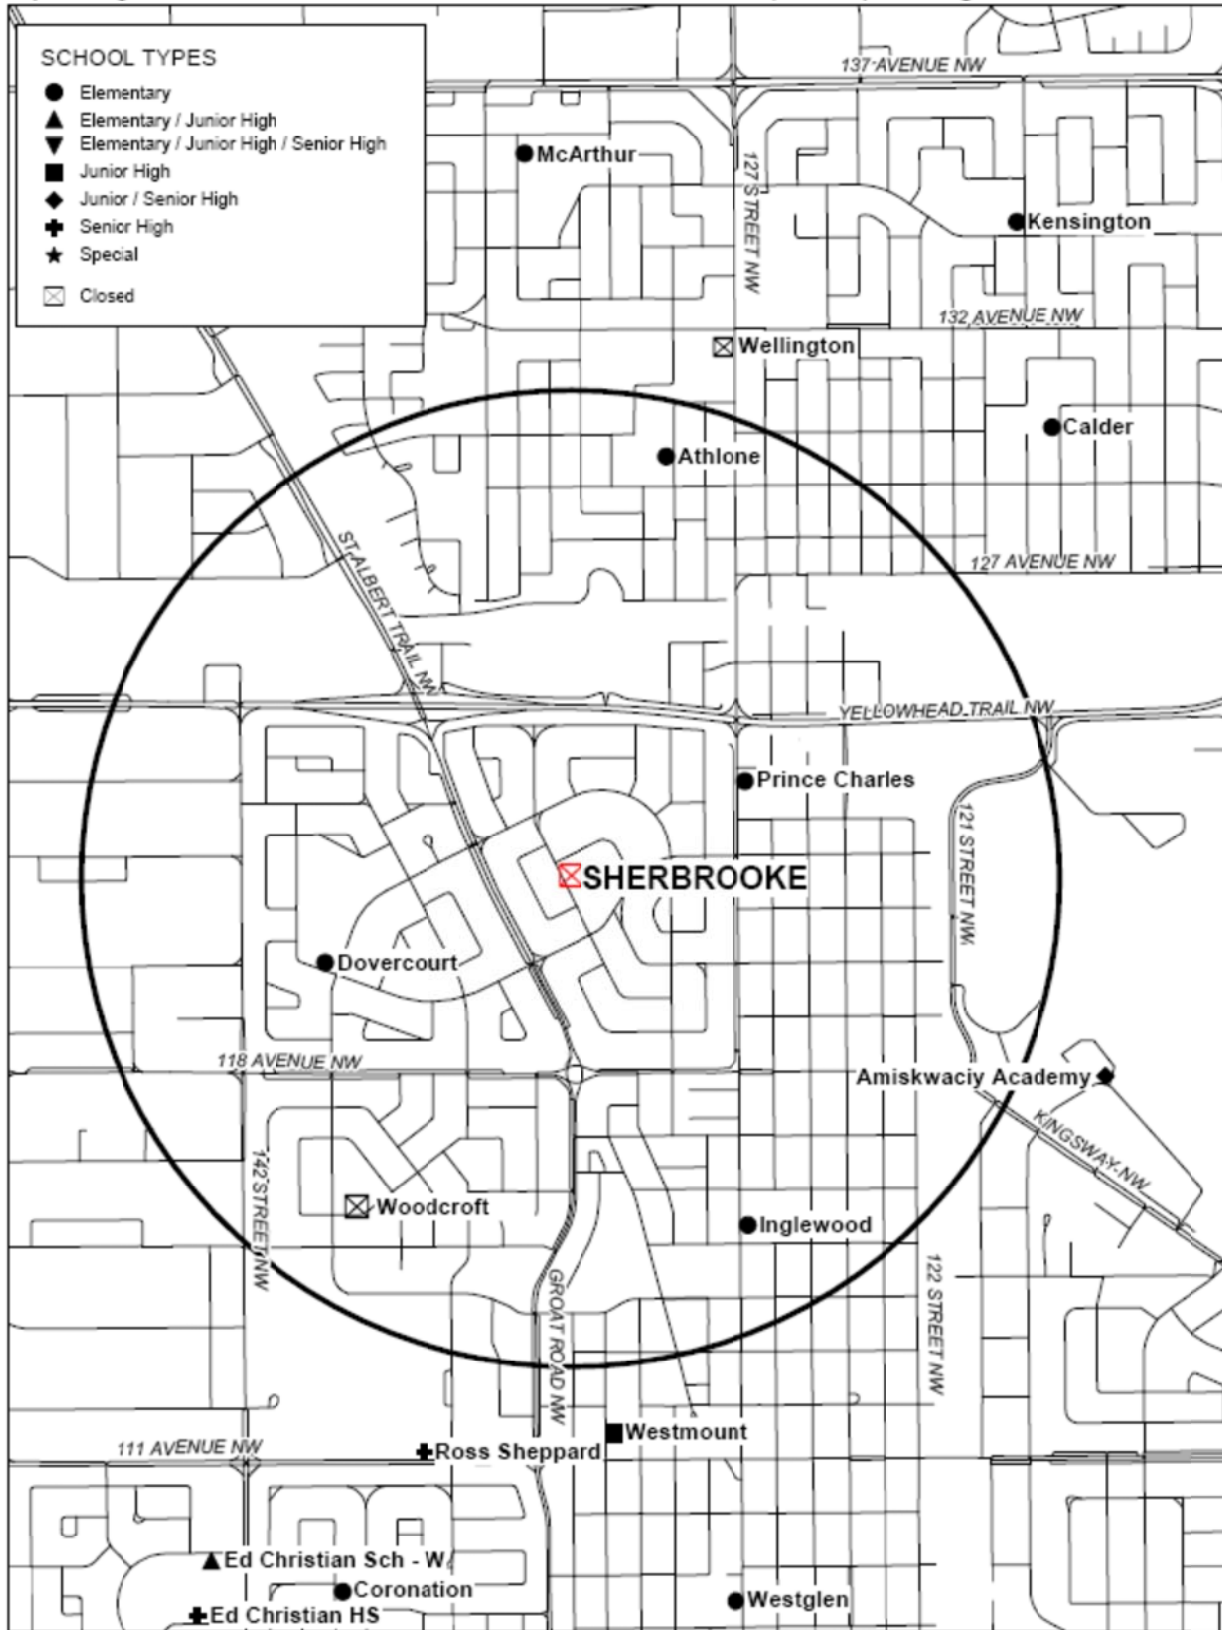 SCHOOL TYPES
Elementary
Elementary / Junior High
Elementary / Junior High / Senior High
Junior High
Junior / Senior High
Senior High
Special
Closed
137 AVENUE NW
McArthur
127 STREET NW
Kensington
132 AVENUE NW
Wellington
Calder
Athlone
127 AVENUE NW
ST ALBERT TRAIL NW
YELLOWHEAD TRAIL NW
Prince Charles
121 STREET NW
SHERBROOKE
Dovercourt
118 AVENUE NW
Amiskwaciy Academy
KINGSWAY NW
142 STREET NW
Woodcroft
Inglewood
122 STREET NW
GROAT ROAD NW
Westmount
111 AVENUE NW
Ross Sheppard
Ed Christian Sch - W
Coronation
Westglen
Ed Christian HS